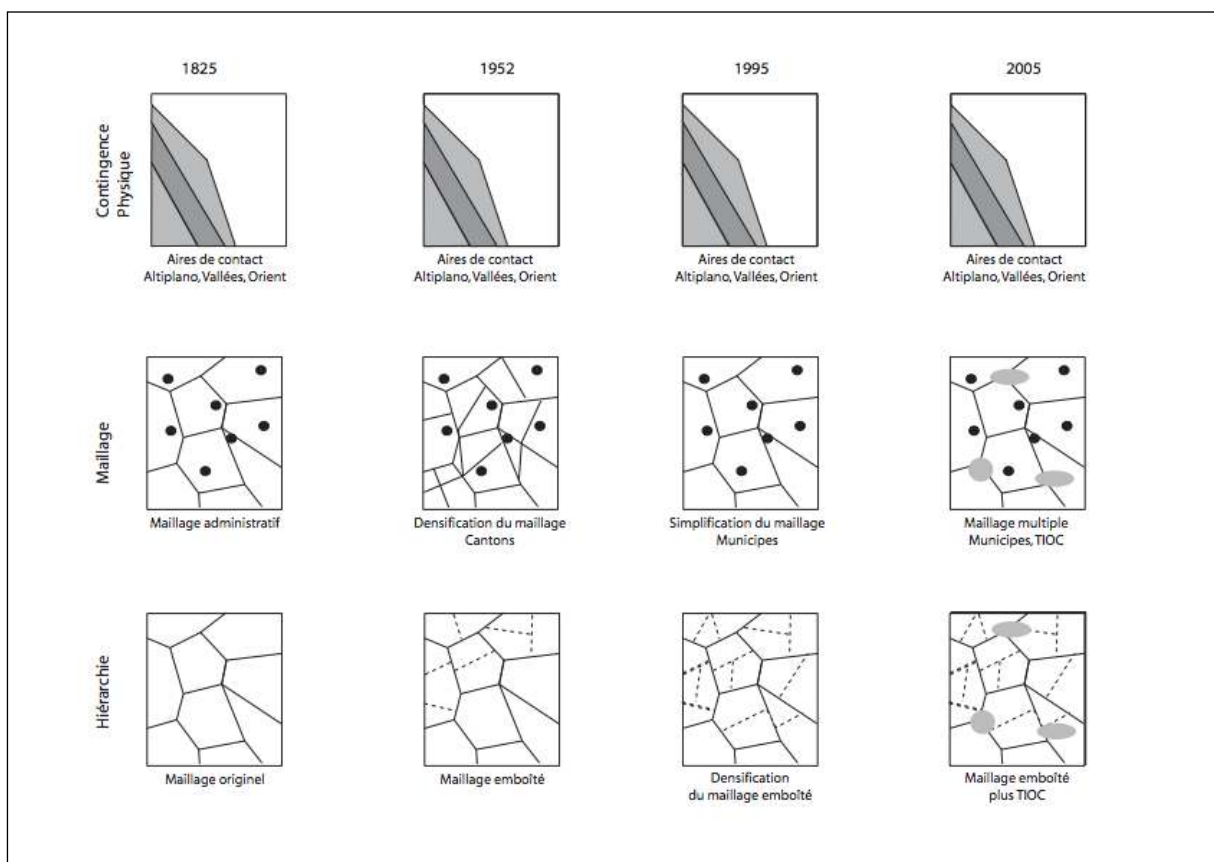 1825
1952
1995
2005
Contingence
Physique
Aires de contact
Altiplano, Vallées, Orient
Aires de contact
Altiplano, Vallées, Orient
Aires de contact
Altiplano, Vallées, Orient
Aires de contact
Altiplano, Vallées, Orient
Maillage
Maillage administratif
Densification du maillage
Cantons
Simplification du maillage
Municipes
Maillage multiple
Municipes, TIOC
Hiérarchie
Maillage originel
Maillage emboîté
Densification
du maillage emboîté
Maillage emboîté
plus TIOC